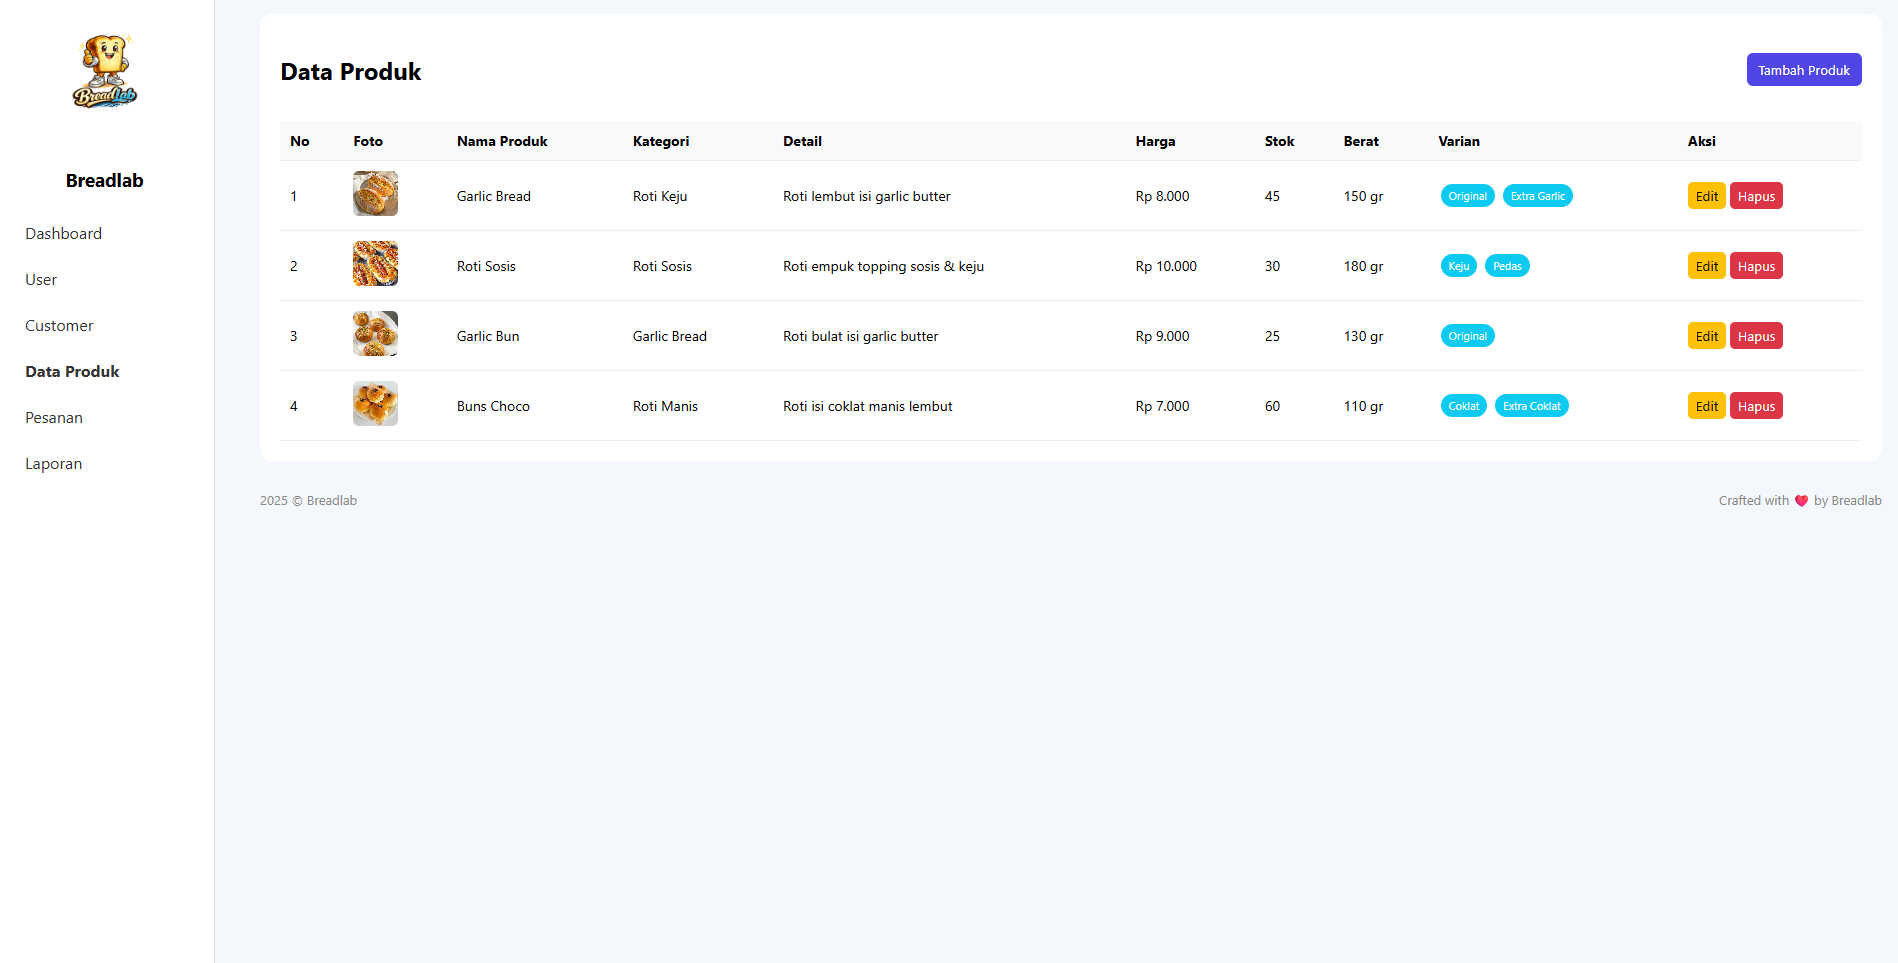 BreadLab
Breadlab
Dashboard
User
Customer
Data Produk
Pesanan
Laporan
Data Produk
Tambah Produk
No Foto Nama Produk Kategori Detail Harga Stok Berat Varian Aksi
1 Garlic Bread Roti Keju Roti lembut isi garlic butter Rp 8.000 45 150 gr Original Extra Garlic Edit Hapus
2 Roti Sosis Roti Sosis Roti empuk topping sosis & keju Rp 10.000 30 180 gr Keju Pedas Edit Hapus
3 Garlic Bun Garlic Bread Roti bulat isi garlic butter Rp 9.000 25 130 gr Original Edit Hapus
4 Buns Choco Roti Manis Roti isi coklat manis lembut Rp 7.000 60 110 gr Coklat Extra Coklat Edit Hapus
2025 © Breadlab
Crafted with ❤️ by Breadlab